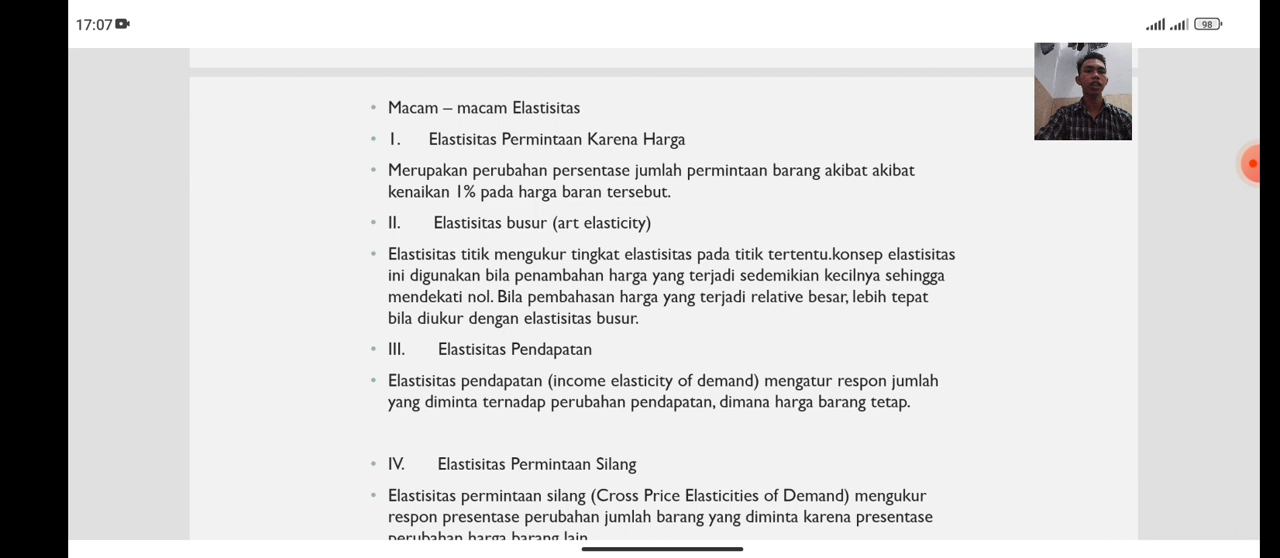 17:07
98
Macam – macam Elastisitas
I. Elastisitas Permintaan Karena Harga
Merupakan perubahan persentase jumlah permintaan barang akibat akibat
kenaikan 1% pada harga baran tersebut.
II. Elastisitas busur (art elasticity)
Elastisitas titik mengukur tingkat elastisitas pada titik tertentu.konsep elastisitas
ini digunakan bila penambahan harga yang terjadi sedemikian kecilnya sehingga
mendekati nol. Bila pembahasan harga yang terjadi relative besar, lebih tepat
bila diukur dengan elastisitas busur.
III. Elastisitas Pendapatan
Elastisitas pendapatan (income elasticity of demand) mengatur respon jumlah
yang diminta ternadap perubahan pendapatan, dimana harga barang tetap.
IV. Elastisitas Permintaan Silang
Elastisitas permintaan silang (Cross Price Elasticities of Demand) mengukur
respon presentase perubahan jumlah barang yang diminta karena presentase
perubahan harga barang lain